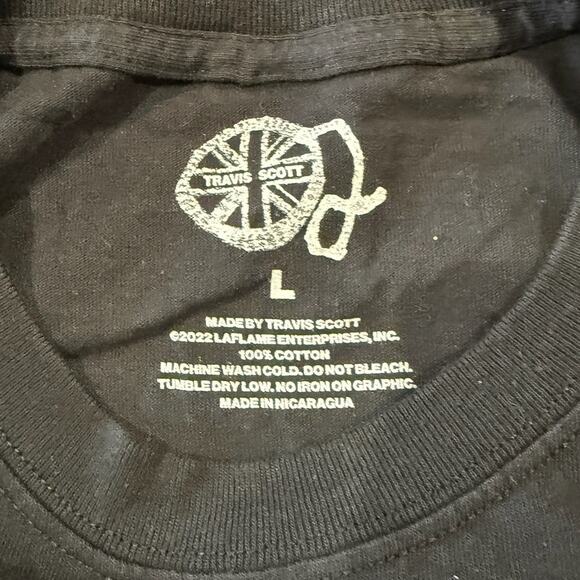 TRAVIS SCOTT
L
MADE BY TRAVIS SCOTT
©2022 LAFLAME ENTERPRISES, INC.
100% COTTON
MACHINE WASH COLD. DO NOT BLEACH.
TUMBLE DRY LOW. NO IRON ON GRAPHIC.
MADE IN NICARAGUA